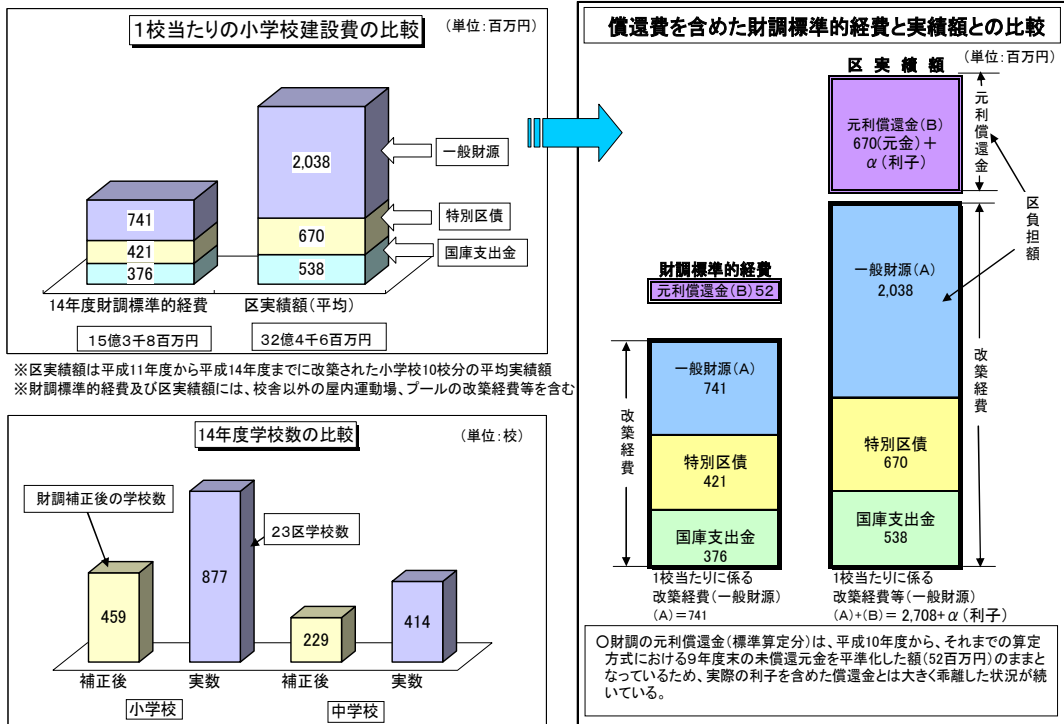 1校当たりの小学校建設費の比較
(単位:百万円)
741
421
376
2,038
670
538
一般財源
特別区債
国庫支出金
14年度財調標準的経費
区実績額(平均)
15億3千8百万円
32億4千6百万円
※区実績額は平成11年度から平成14年度までに改築された小学校10校分の平均実績額
※財調標準的経費及び区実績額には、校舎以外の屋内運動場、プールの改築経費等を含む
14年度学校数の比較
(単位:校)
財調補正後の学校数
23区学校数
459
877
229
414
補正後
実数
補正後
実数
小学校
中学校
償還費を含めた財調標準的経費と実績額との比較
(単位:百万円)
区実績額
元利償還金(B)
670(元金)+
α(利子)
元利償還金
区負担額
財調標準的経費
元利償還金(B)52
一般財源(A)
741
特別区債
421
国庫支出金
376
改築経費
一般財源(A)
2,038
特別区債
670
国庫支出金
538
改築経費
1校当たりに係る
改築経費(一般財源)
(A)=741
1校当たりに係る
改築経費等(一般財源)
(A)+(B)= 2,708+α(利子)
○財調の元利償還金(標準算定分)は、平成10年度から、それまでの算定
方式における9年度末の未償還元金を平準化した額(52百万円)のままと
なっているため、実際の利子を含めた償還金とは大きく乖離した状況が続
いている。